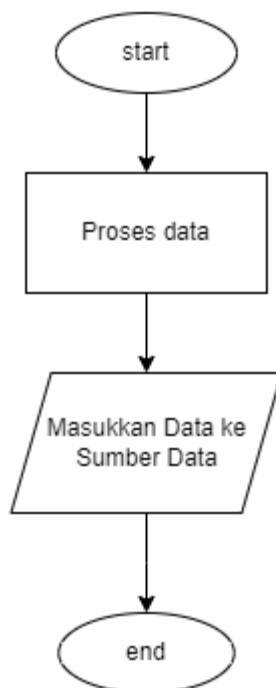 start
Proses data
Masukkan Data ke
Sumber Data
end